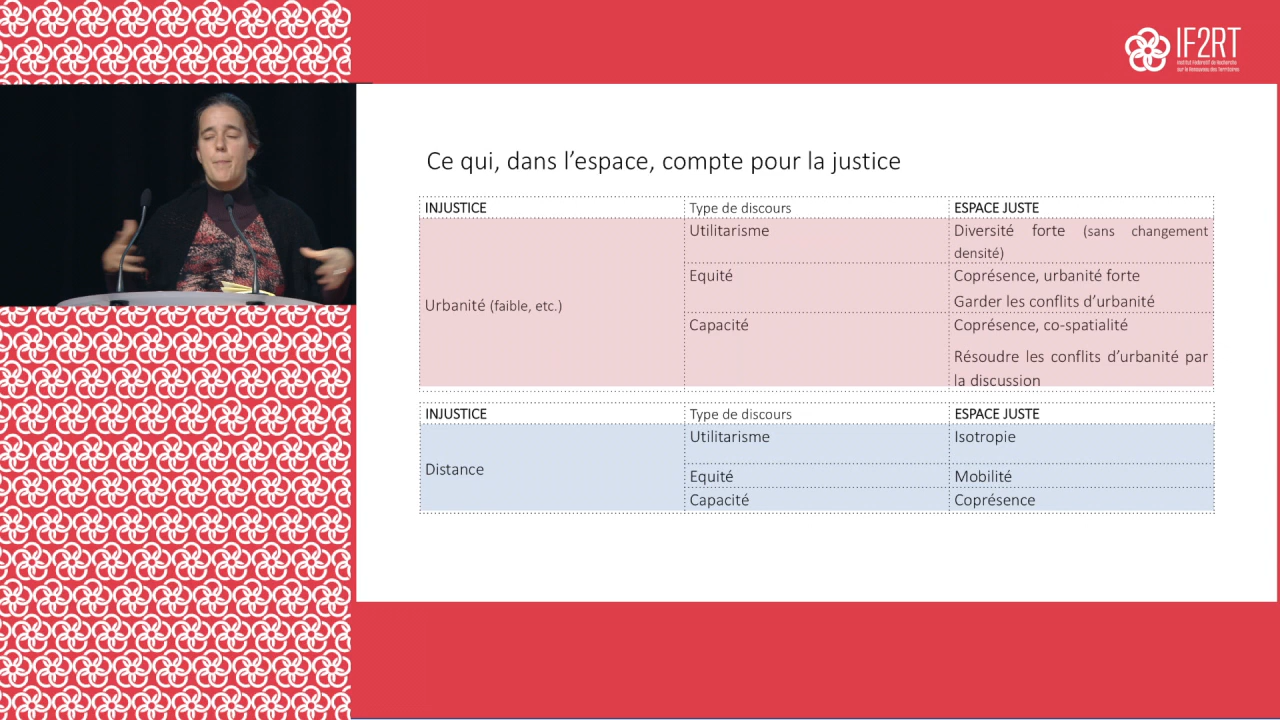 IF2RT
Institut Fédératif de Recherche
sur le Renouveau des Territoires
Ce qui, dans l’espace, compte pour la justice
INJUSTICE Type de discours ESPACE JUSTE
Utilitarisme Diversité forte (sans changement
densité)
Equité Coprésence, urbanité forte
Urbanité (faible, etc.) Garder les conflits d’urbanité
Capacité Coprésence, co-spatialité
Résoudre les conflits d’urbanité par
la discussion
INJUSTICE Type de discours ESPACE JUSTE
Utilitarisme Isotropie
Distance
Equité Mobilité
Capacité Coprésence